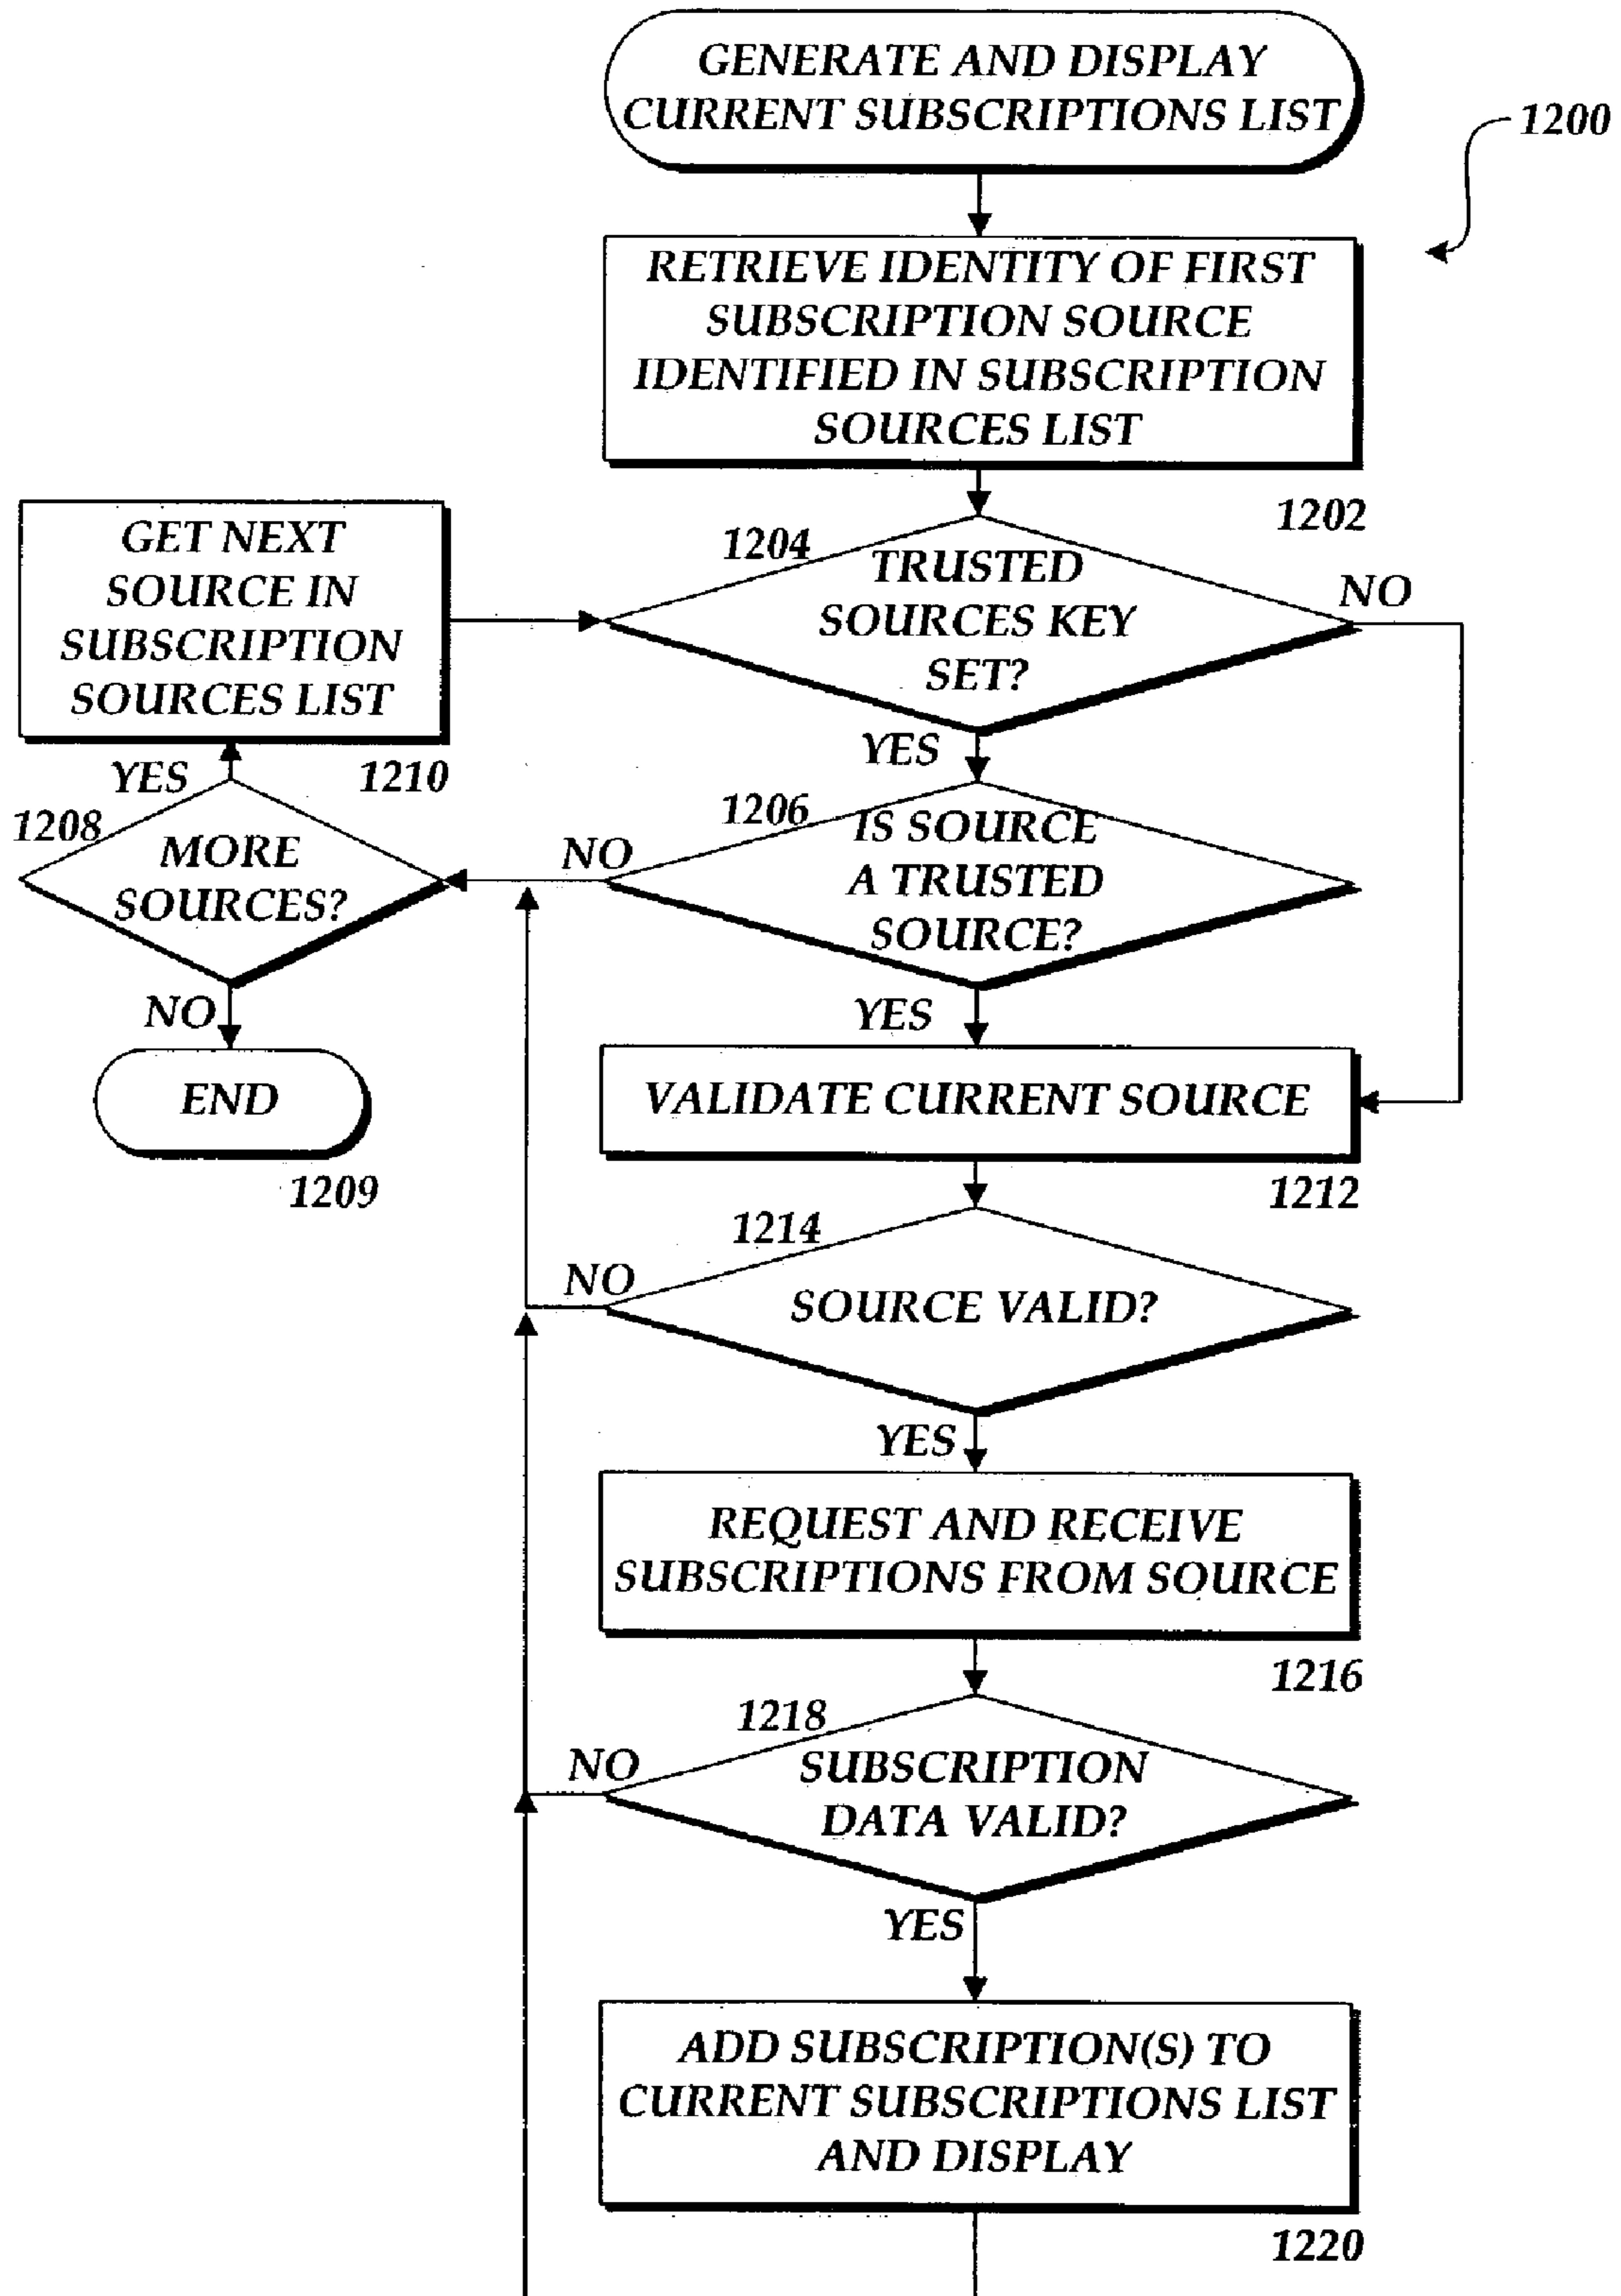 GENERATE AND DISPLAY
CURRENT SUBSCRIPTIONS LIST
1200
RETRIEVE IDENTITY OF FIRST
SUBSCRIPTION SOURCE
IDENTIFIED IN SUBSCRIPTION
SOURCES LIST
1202
GET NEXT
SOURCE IN
SUBSCRIPTION
SOURCES LIST
1210
1204
TRUSTED
SOURCES KEY
SET?
NO
YES
YES
1208
MORE
SOURCES?
NO
1206
IS SOURCE
A TRUSTED
SOURCE?
NO
YES
END
1209
VALIDATE CURRENT SOURCE
1212
1214
NO
SOURCE VALID?
YES
REQUEST AND RECEIVE
SUBSCRIPTIONS FROM SOURCE
1216
1218
NO
SUBSCRIPTION
DATA VALID?
YES
ADD SUBSCRIPTION(S) TO
CURRENT SUBSCRIPTIONS LIST
AND DISPLAY
1220